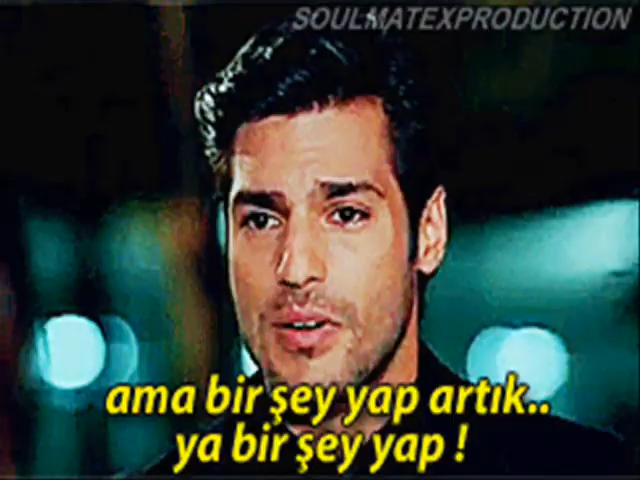 SOULMATEXPRODUCTION
ama bir şey yap artık..
ya bir şey yap !